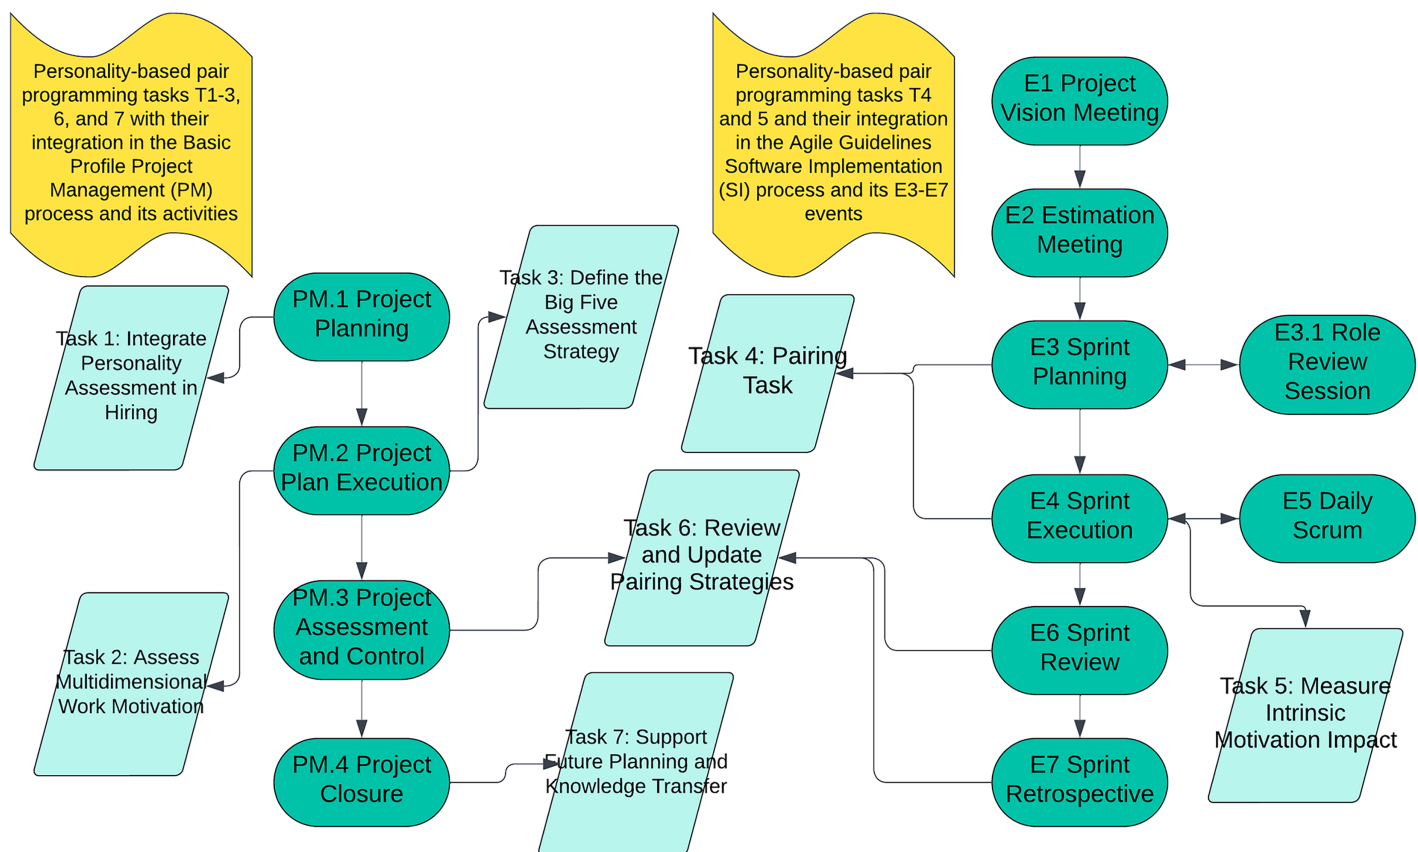 Personality-based pair
programming tasks T1-3,
6, and 7 with their
integration in the Basic
Profile Project
Management (PM)
process and its activities
Personality-based pair
programming tasks T4
and 5 and their integration
in the Agile Guidelines
Software Implementation
(SI) process and its E3-E7
events
E1 Project
Vision Meeting
E2 Estimation
Meeting
Task 3: Define the
Big Five
Assessment
Strategy
PM.1 Project
Planning
Task 1: Integrate
Personality
Assessment in
Hiring
Task 4: Pairing
Task
E3 Sprint
Planning
E3.1 Role
Review
Session
PM.2 Project
Plan Execution
E4 Sprint
Execution
E5 Daily
Scrum
Task 6: Review
and Update
Pairing Strategies
PM.3 Project
Assessment
and Control
E6 Sprint
Review
Task 2: Assess
Multidimensional
Work Motivation
Task 5: Measure
Intrinsic
Motivation Impact
PM.4 Project
Closure
Task 7: Support
Future Planning and
Knowledge Transfer
E7 Sprint
Retrospective